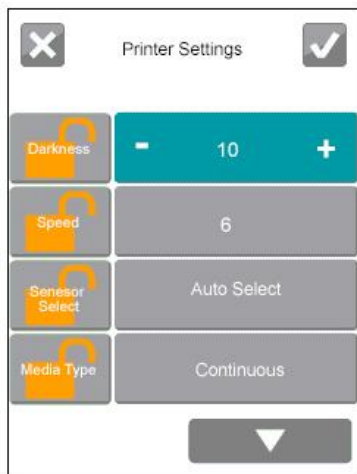 Printer Settings
Darkness
- 10 +
Speed
6
Senesor
Select
Auto Select
Media Type
Continuous